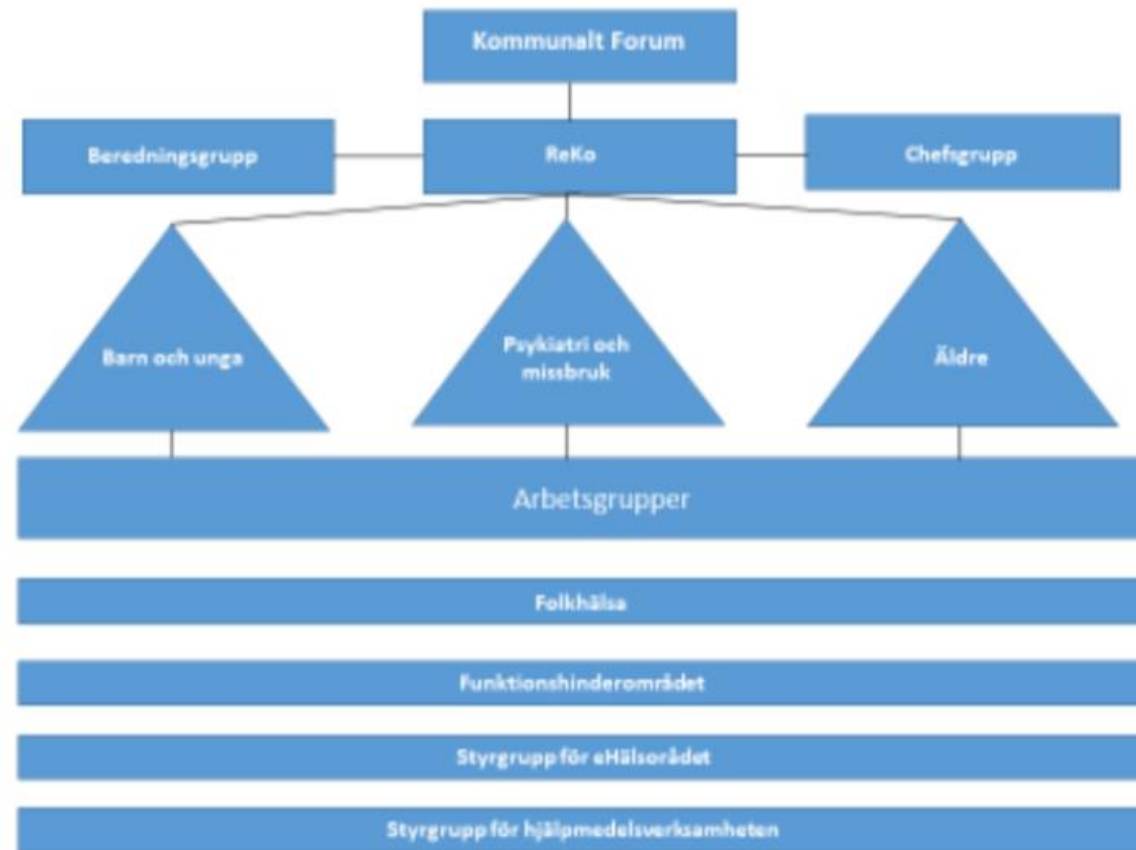 Kommunalt Forum
Beredningsgrupp
ReKo
Chefsgrupp
Barn och unga
Psykiatri och
missbruk
Äldre
Arbetsgrupper
Folkhälsa
Funktionshinderområdet
Styrgrupp för eHälsorådet
Styrgrupp för hjälpmedelsverksamheten